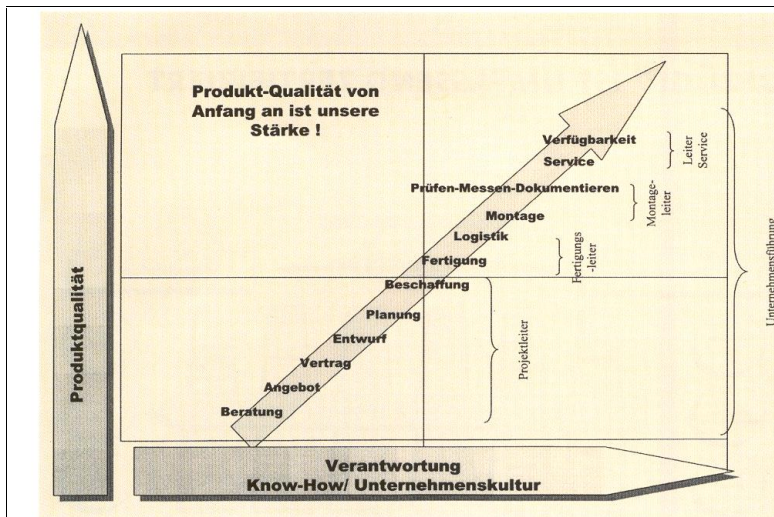 Produkt-Qualität von
Anfang an ist unsere
Stärke !
Verfügbarkeit
Service
Prüfen-Messen-Dokumentieren
Montage
Logistik
Fertigung
Beschaffung
Planung
Entwurf
Vertrag
Angebot
Beratung
Leiter
Service
Montage-
leiter
Fertigungs
-leiter
Projektleiter
Unternehmensführung
Produktqualität
Verantwortung
Know-How/ Unternehmenskultur